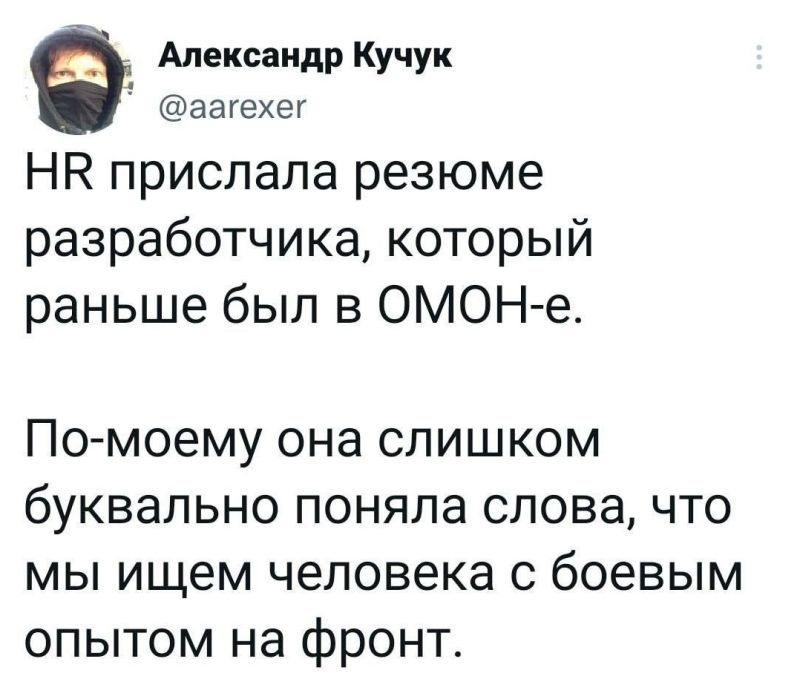 Александр Кучук
@aarexer
HR прислала резюме
разработчика, который
раньше был в ОМОН-е.
По-моему она слишком
буквально поняла слова, что
мы ищем человека с боевым
опытом на фронт.